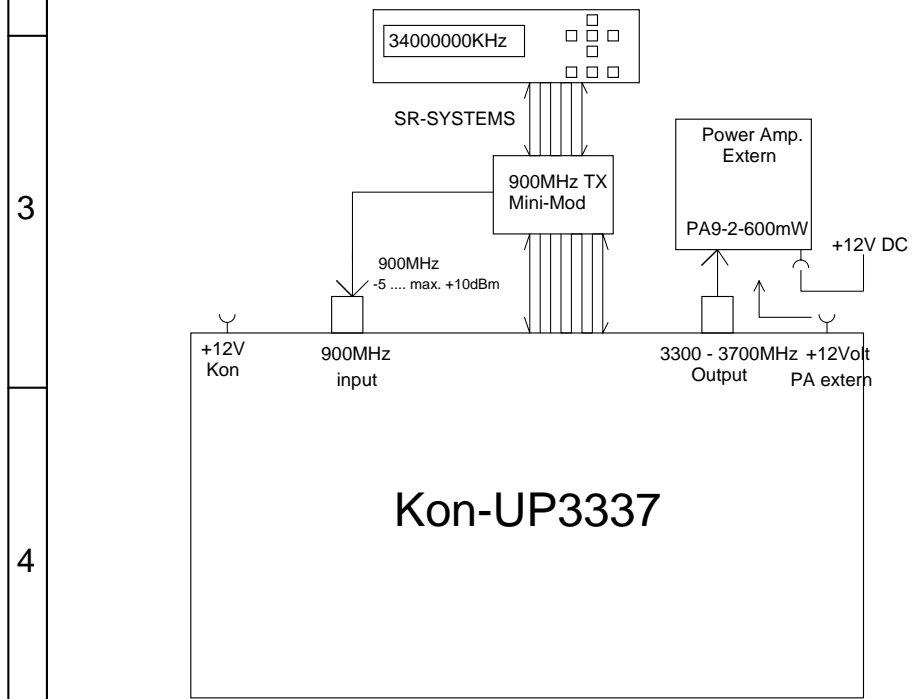 34000000KHz
SR-SYSTEMS
Power Amp.
Extern
900MHz TX
Mini-Mod
3
PA9-2-600mW
+12V DC
900MHz
-5 .... max. +10dBm
+12V
Kon
900MHz
input
3300 - 3700MHz
Output
+12Volt
PA extern
Kon-UP3337
4